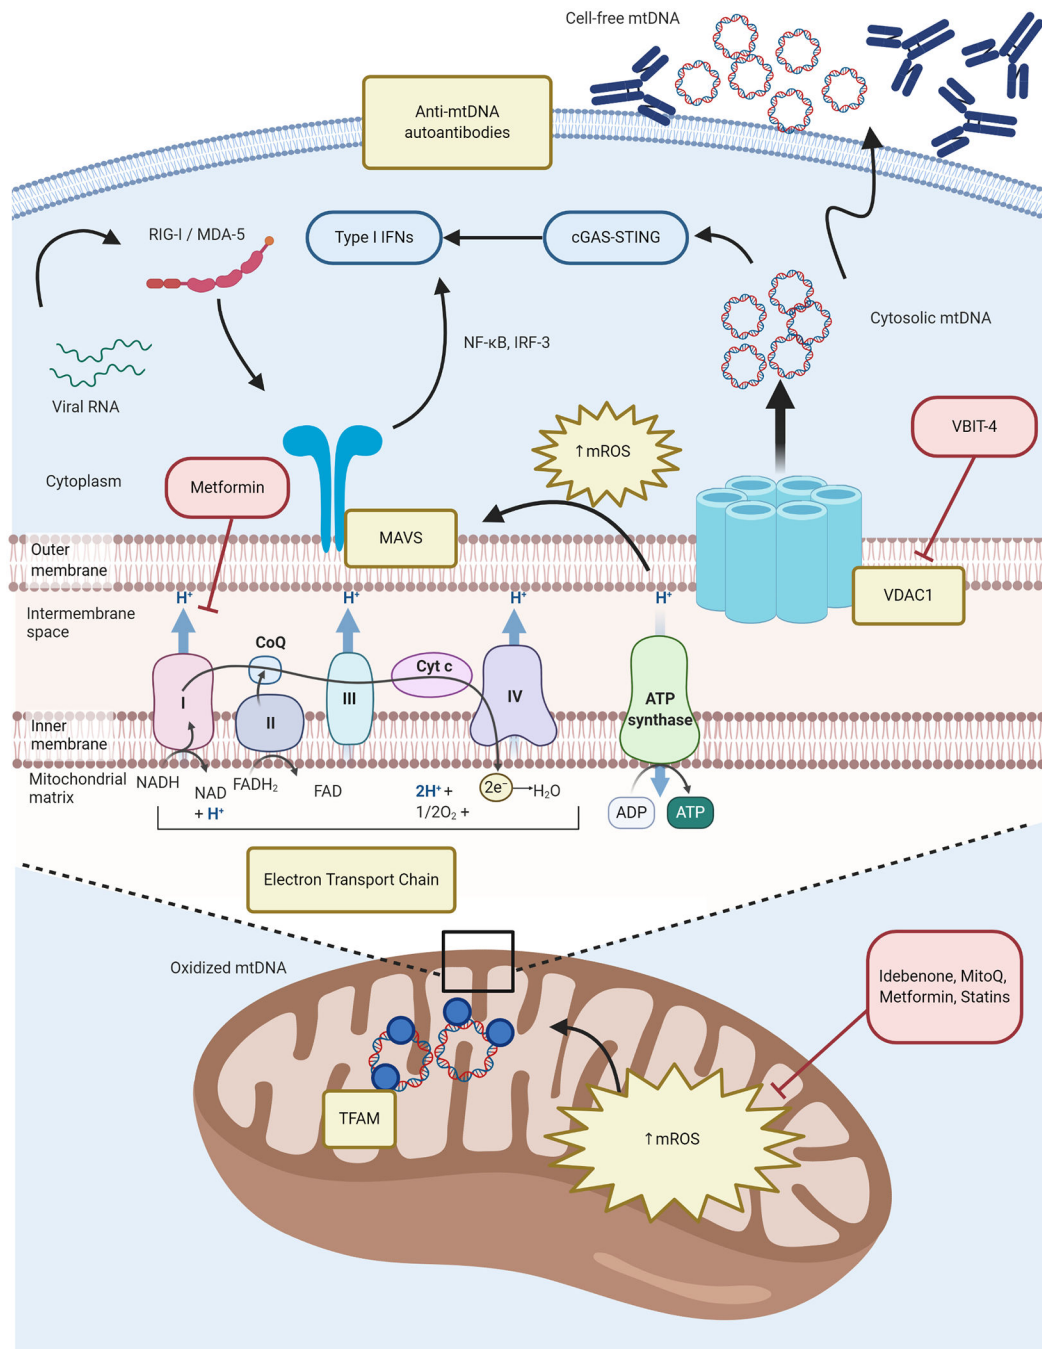 Cell-free mtDNA
Anti-mtDNA
autoantibodies
RIG-I / MDA-5
Type I IFNs
cGAS-STING
Cytosolic mtDNA
NF-κB, IRF-3
Viral RNA
VBIT-4
↑mROS
Cytoplasm
Metformin
MAVS
Outer
membrane
VDAC1
Intermembrane
space
H⁺
H⁺
H⁺
H⁺
CoQ
Cyt c
I
II
III
IV
ATP
synthase
Inner
membrane
Mitochondrial
matrix
NADH
NAD
+ H⁺
FADH₂
FAD
2H⁺ +
1/2O₂ +
2e⁻
H₂O
ADP
ATP
Electron Transport Chain
Oxidized mtDNA
Idebenone, MitoQ,
Metformin, Statins
TFAM
↑mROS